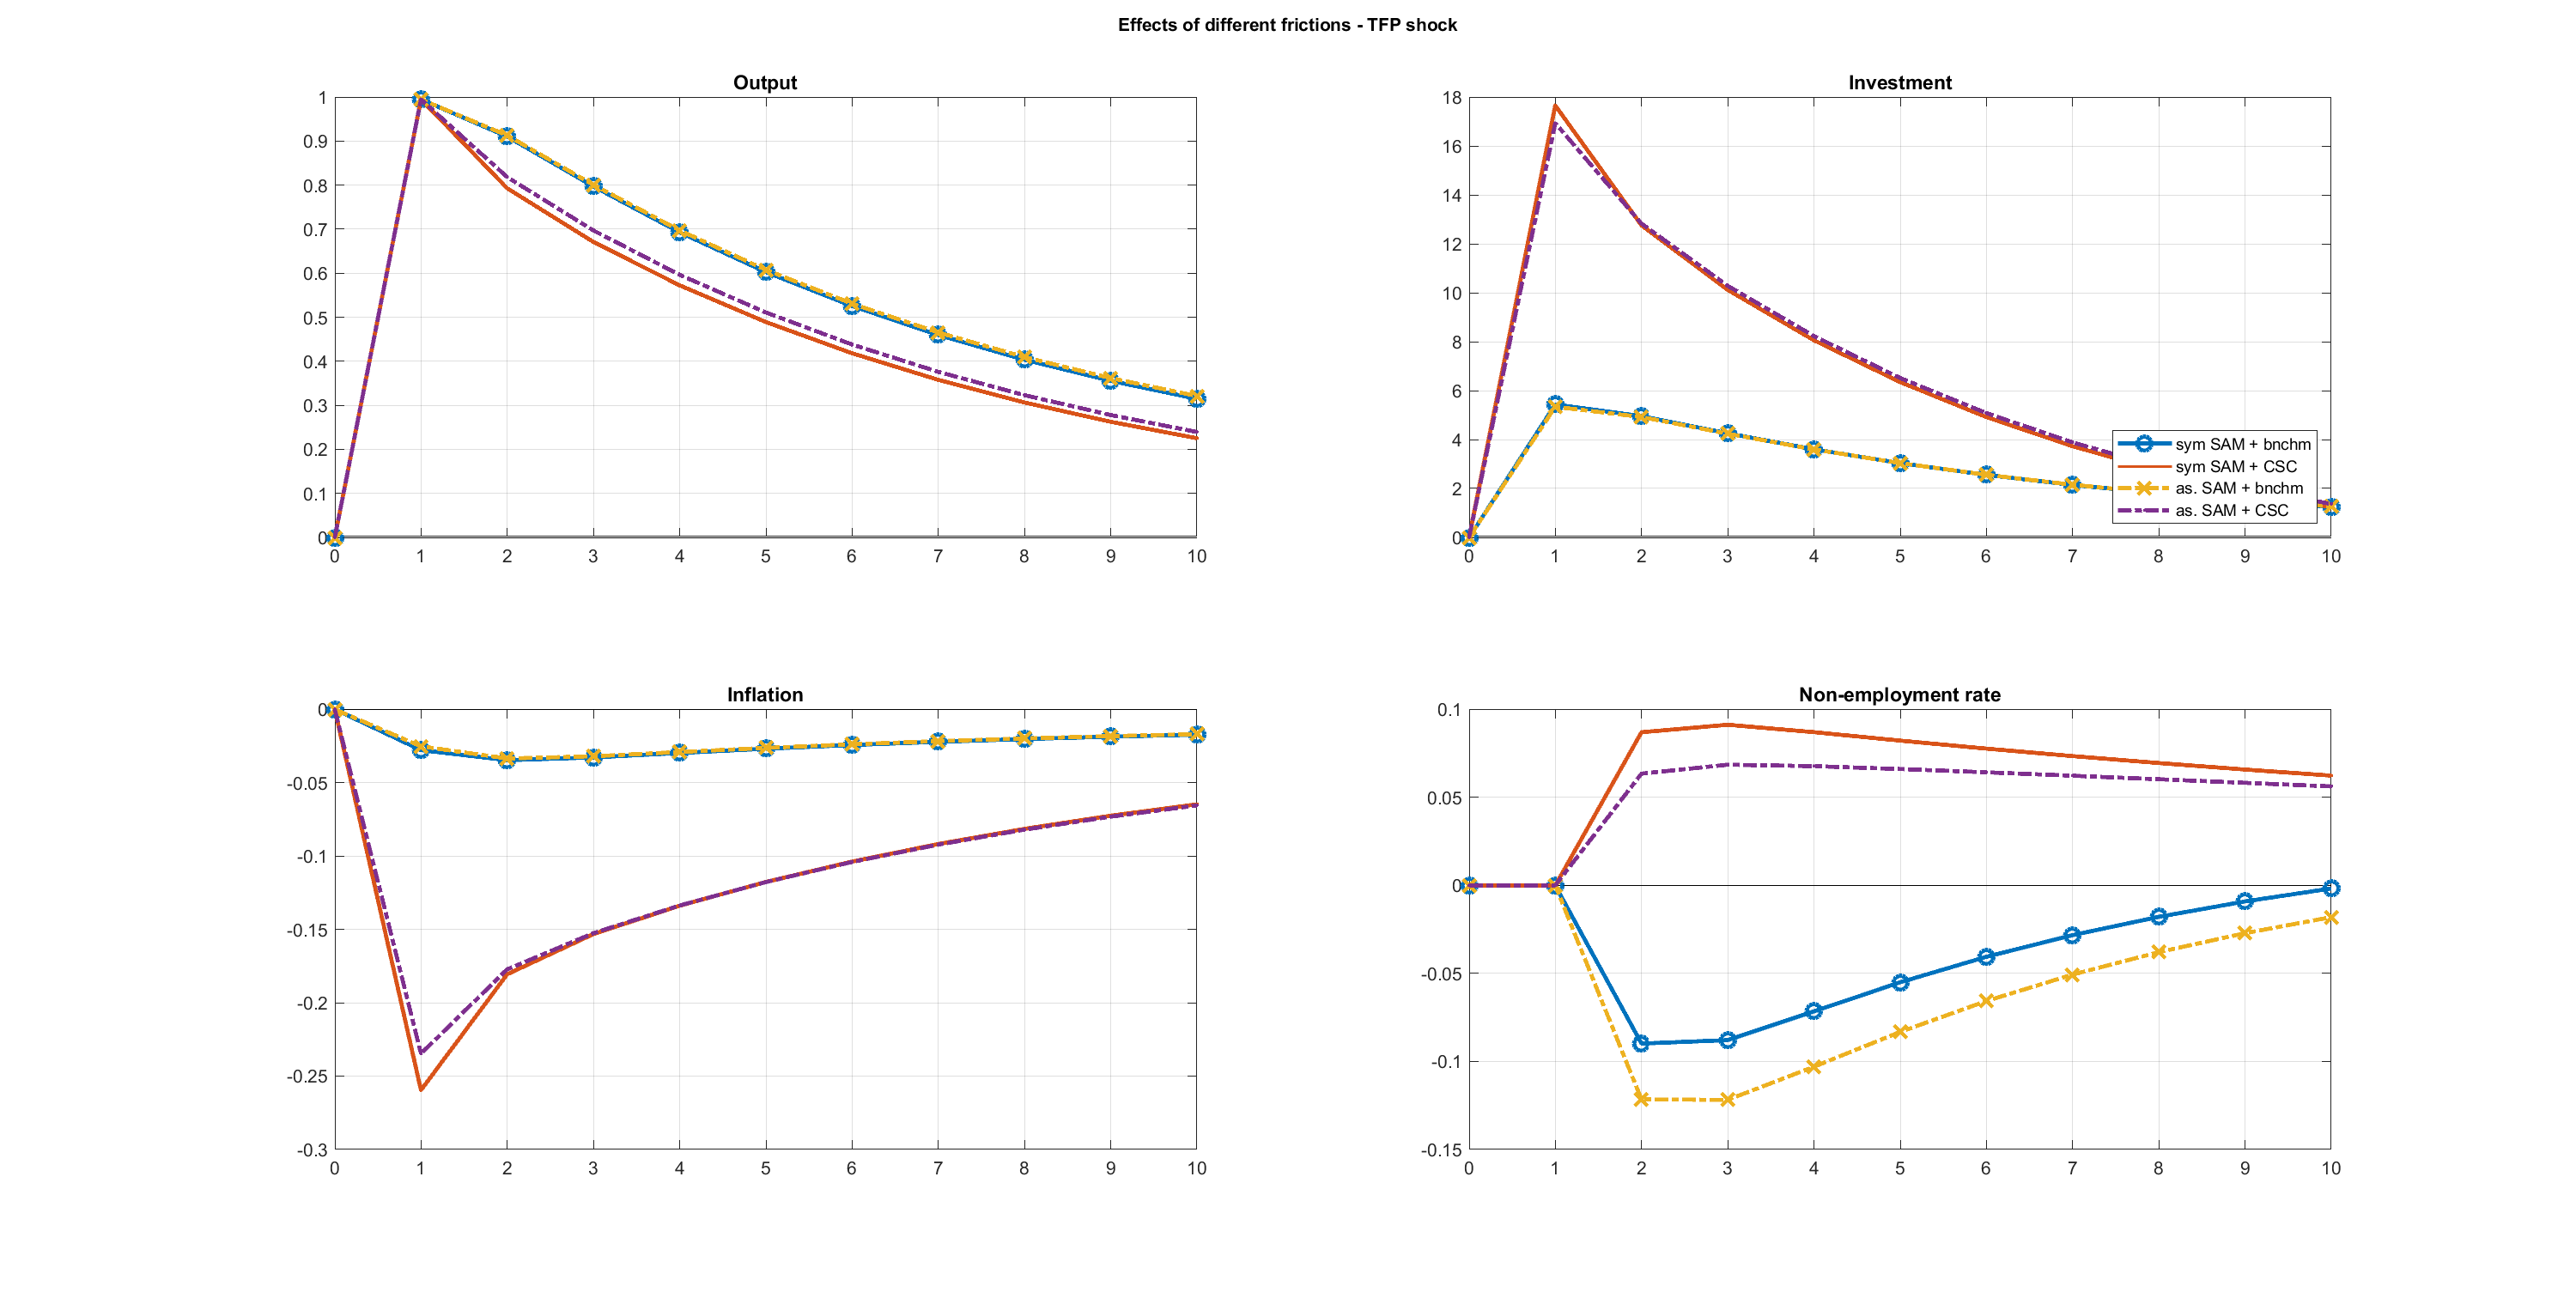 Effects of different frictions - TFP shock
Output
1
0.9
0.8
0.7
0.6
0.5
0.4
0.3
0.2
0.1
0
0 1 2 3 4 5 6 7 8 9 10
Investment
18
16
14
12
10
8
6
4
2
0
0 1 2 3 4 5 6 7 8 9 10
sym SAM + bnchm
sym SAM + CSC
as. SAM + bnchm
as. SAM + CSC
Inflation
0
-0.05
-0.1
-0.15
-0.2
-0.25
-0.3
0 1 2 3 4 5 6 7 8 9 10
Non-employment rate
0.1
0.05
0
-0.05
-0.1
-0.15
0 1 2 3 4 5 6 7 8 9 10